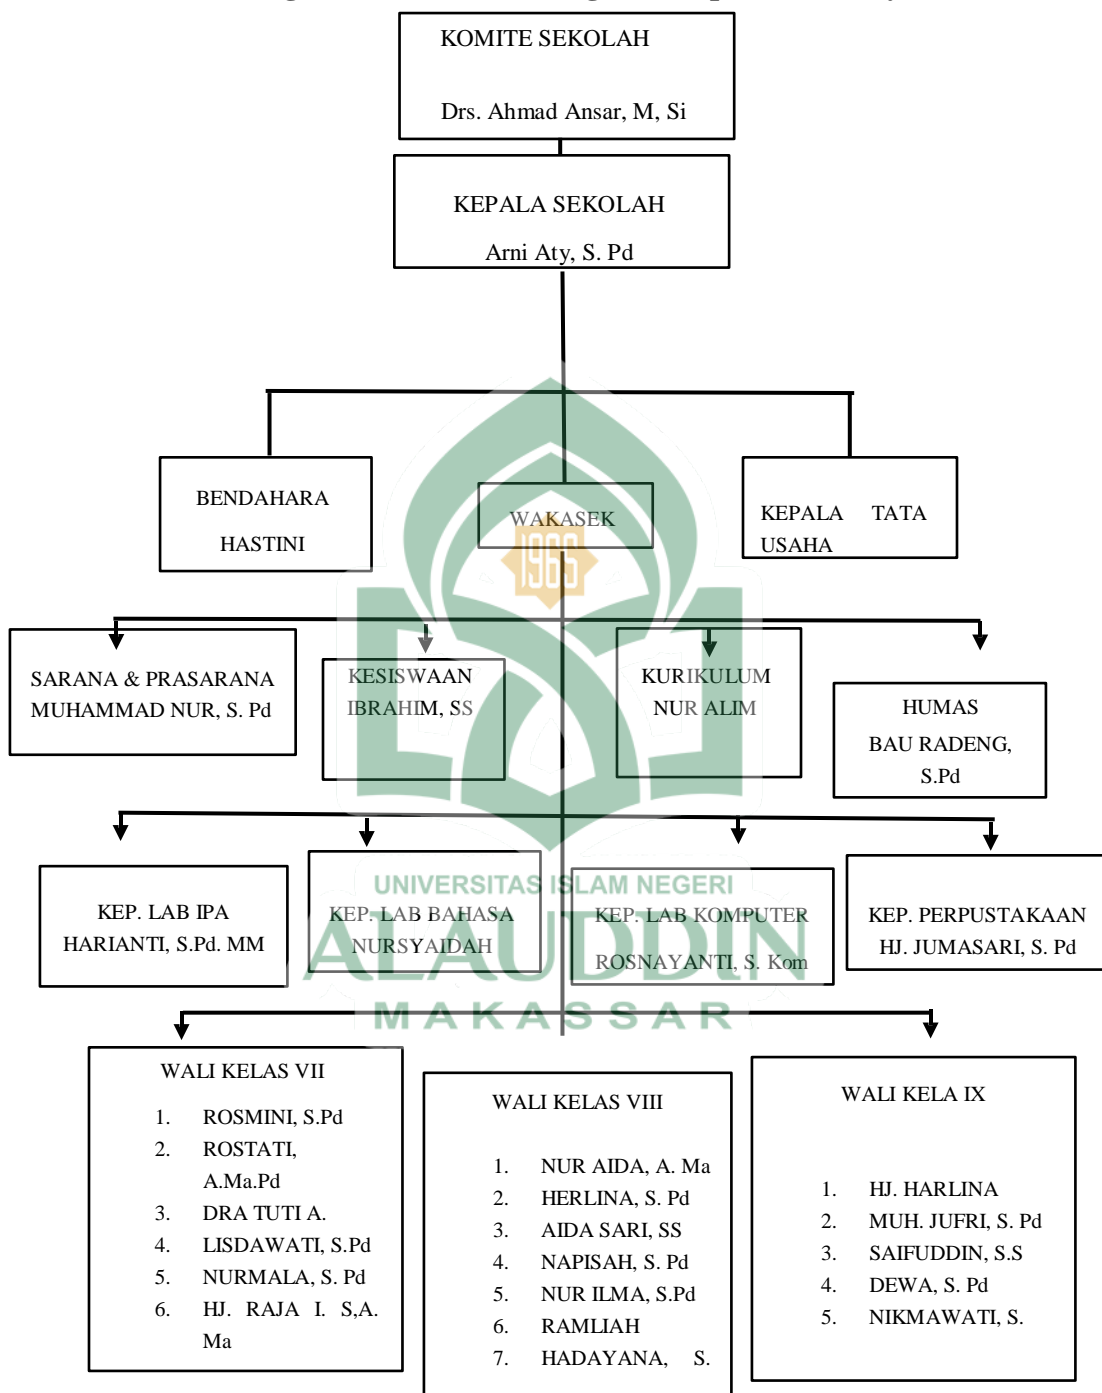 KOMITE SEKOLAH
Drs. Ahmad Ansar, M, Si
KEPALA SEKOLAH
Arni Aty, S. Pd
BENDAHARA
HASTINI
WAKASEK
KEPALA TATA
USAHA
1965
SARANA & PRASARANA
MUHAMMAD NUR, S. Pd
KESISWAAN
IBRAHIM, SS
KURIKULUM
NUR ALIM
HUMAS
BAU RADENG,
S.Pd
KEP. LAB IPA
HARIANTI, S.Pd. MM
KEP. LAB BAHASA
NURSYAIDAH
KEP. LAB KOMPUTER
ROSNAYANTI, S. Kom
KEP. PERPUSTAKAAN
HJ. JUMASARI, S. Pd
UNIVERSITAS ISLAM NEGERI
ALAUDDIN
MAKASSAR
WALI KELAS VII
1. ROSMINI, S.Pd
2. ROSTATI,
A.Ma.Pd
3. DRA TUTI A.
4. LISDAWATI, S.Pd
5. NURMALA, S. Pd
6. HJ. RAJA I. S,A.
Ma
WALI KELAS VIII
1. NUR AIDA, A. Ma
2. HERLINA, S. Pd
3. AIDA SARI, SS
4. NAPISAH, S. Pd
5. NUR ILMA, S.Pd
6. RAMLIAH
7. HADAYANA, S.
WALI KELA IX
1. HJ. HARLINA
2. MUH. JUFRI, S. Pd
3. SAIFUDDIN, S.S
4. DEWA, S. Pd
5. NIKMAWATI, S.